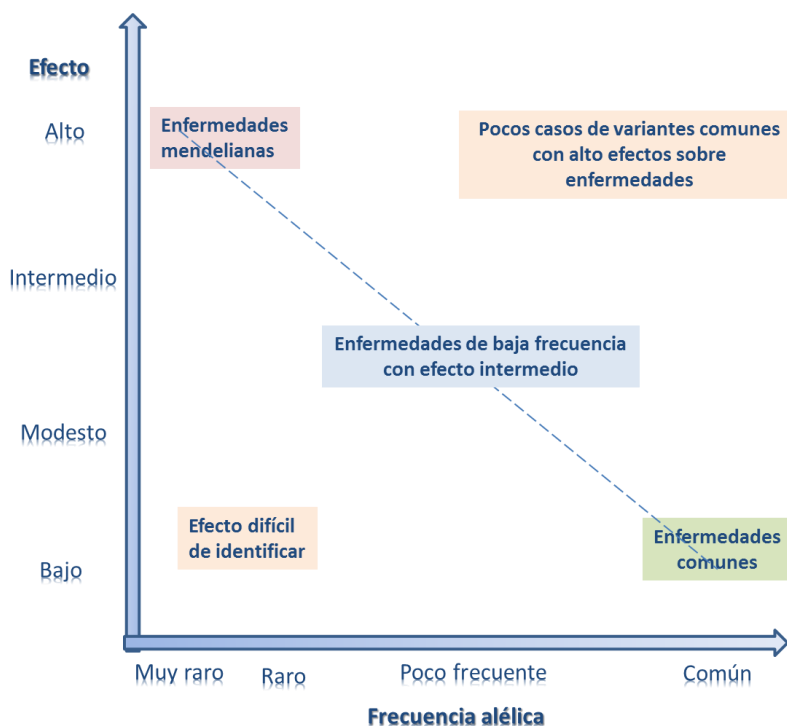 Efecto
Alto
Enfermedades
mendelianas
Pocos casos de variantes comunes
con alto efectos sobre
enfermedades
Intermedio
Enfermedades de baja frecuencia
con efecto intermedio
Modesto
Efecto difícil
de identificar
Enfermedades
comunes
Bajo
Muy raro
Raro
Poco frecuente
Común
Frecuencia alélica